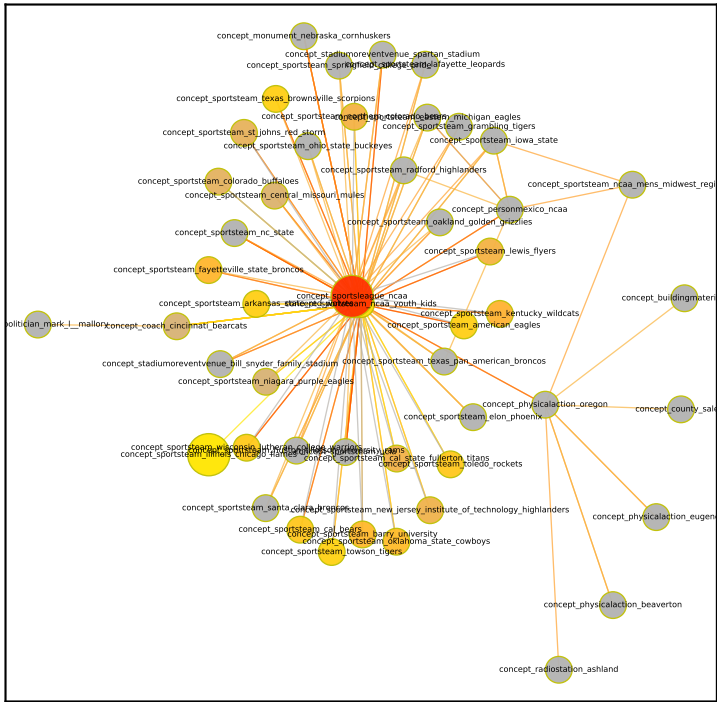 concept_monument_nebraska_cornhuskers
concept_stadiumoreventvenue_spartan_stadium
concept_sportsteam_lafayette_leopards
concept_sportsteam_texas_brownsville_scorpions
concept_sportsteam_grambling_tigers
concept_sportsteam_st_johns_red_storm
concept_sportsteam_iowa_state
concept_sportsteam_ohio_state_buckeyes
concept_sportsteam_radford_highlanders
concept_sportsteam_colorado_buffaloes
concept_sportsteam_ncaa_mens_midwest_regi
concept_sportsteam_central_missouri_mules
concept_personmexico_ncaa
concept_sportsteam_oakland_golden_grizzlies
concept_sportsteam_nc_state
concept_sportsteam_lewis_flyers
concept_sportsteam_fayetteville_state_broncos
concept_sportsleague_ncaa
concept_buildingmateri
concept_sportsteam_kentucky_wildcats
politician_mark_l__mallory
concept_coach_cincinnati_bearcats
concept_sportsteam_american_eagles
concept_stadiumoreventvenue_bill_snyder_family_stadium
concept_sportsteam_texas_pan_american_broncos
concept_sportsteam_niagara_purple_eagles
concept_physicalaction_oregon
concept_county_sale
concept_sportsteam_elon_phoenix
concept_sportsteam_wisconsin_lutheran_college_warriors
concept_sportsteam_illinois_chicago_flames
concept_sportsteam_cal_state_fullerton_titans
concept_sportsteam_toledo_rockets
concept_sportsteam_santa_clara_broncos
concept_sportsteam_new_jersey_institute_of_technology_highlanders
concept_physicalaction_eugen
concept_sportsteam_cal_bears
concept_sportsteam_barry_university
concept_sportsteam_oklahoma_state_cowboys
concept_sportsteam_towson_tigers
concept_physicalaction_beaverton
concept_radiostation_ashland